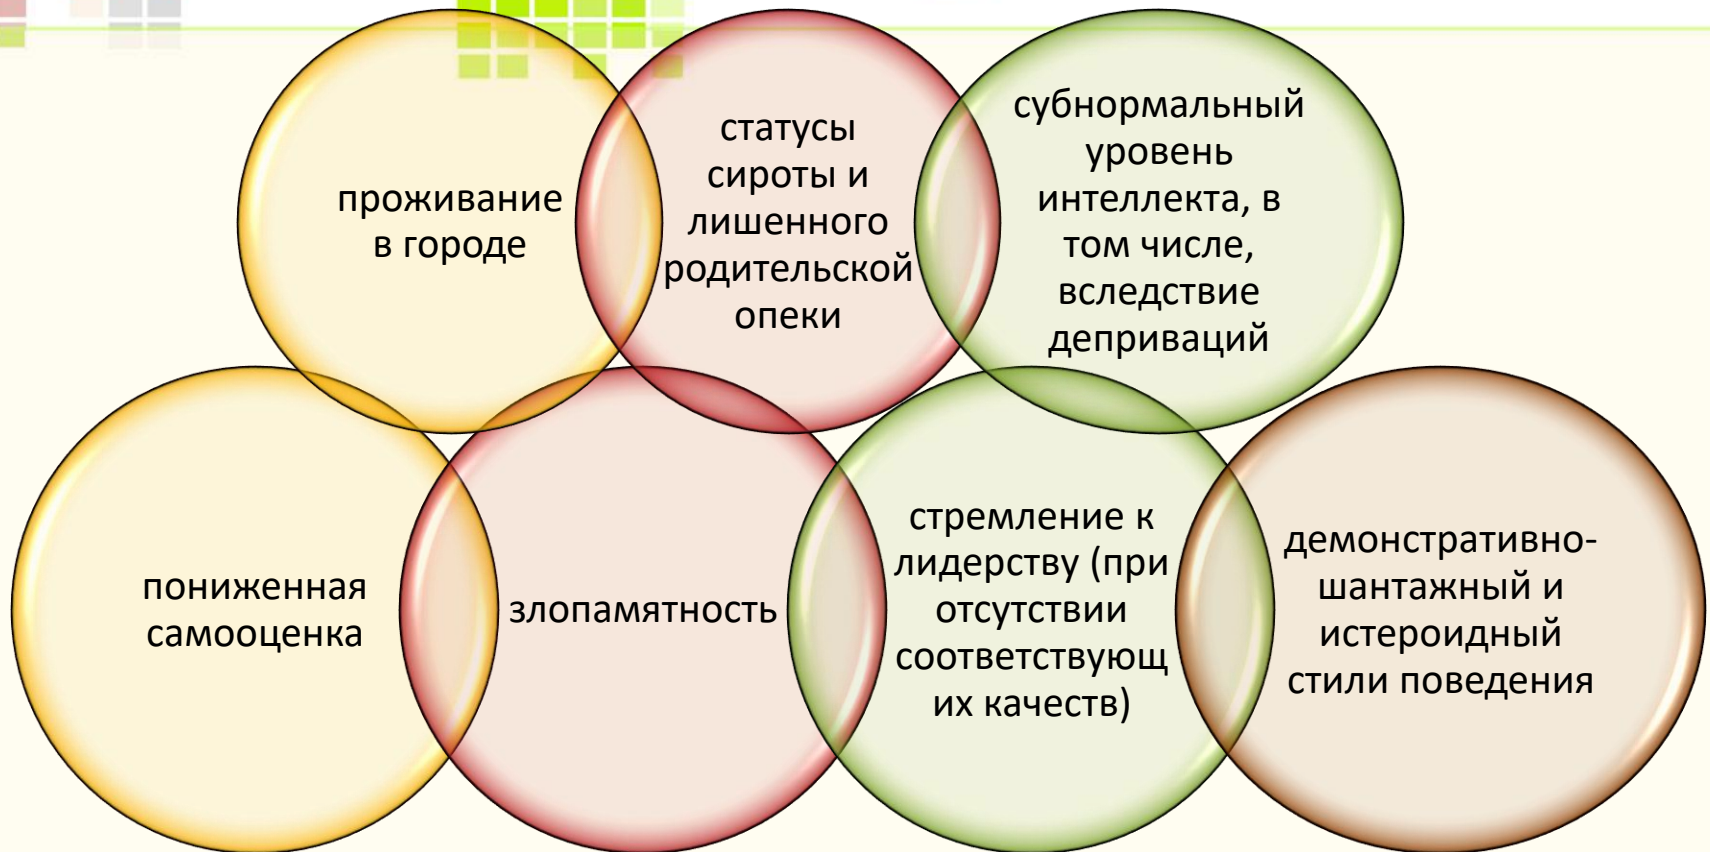 проживание
в городе
статусы
сироты и
лишенного
родительской
опеки
субнормальный
уровень
интеллекта, в
том числе,
вследствие
деприваций
пониженная
самооценка
злопамятность
стремление к
лидерству (при
отсутствии
соответствующ
их качеств)
демонстративно-
шантажный и
истероидный
стили поведения